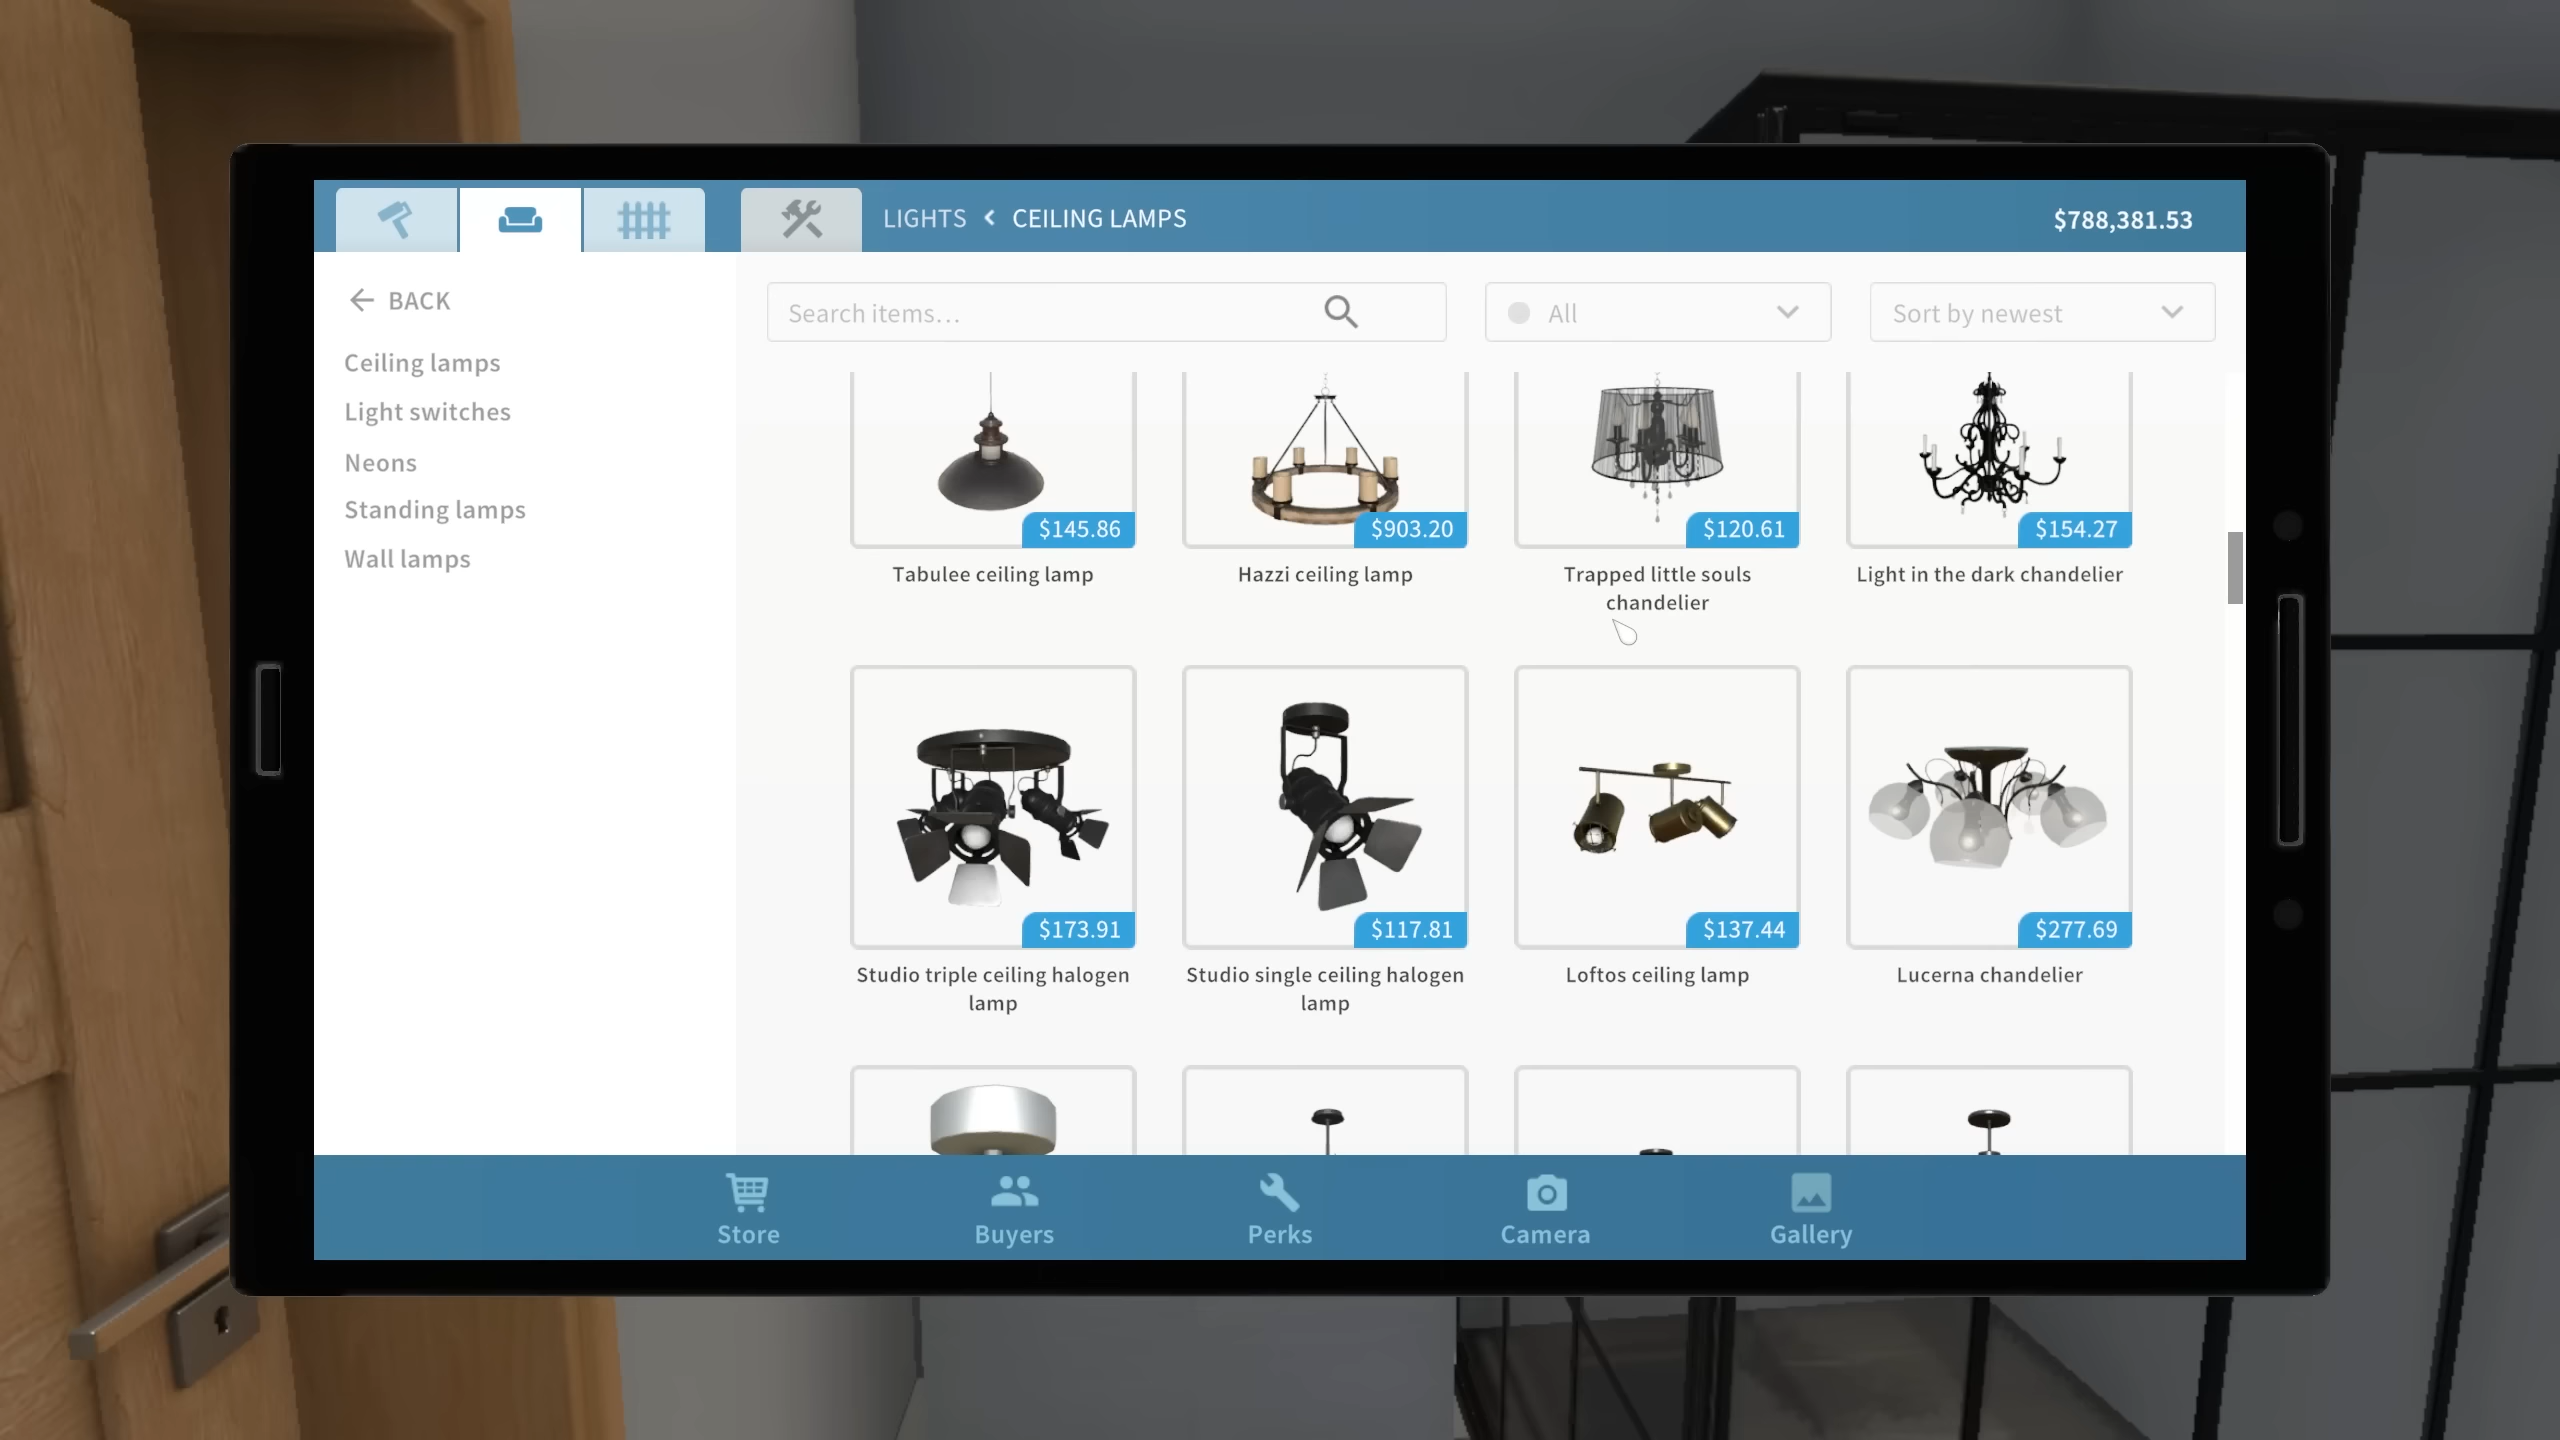 LIGHTS CEILING LAMPS
$788,381.53
BACK
Search items...
All
Sort by newest
Ceiling lamps
Light switches
Neons
Standing lamps
Wall lamps
$145.86
$903.20
$120.61
$154.27
Tabulee ceiling lamp
Hazzi ceiling lamp
Trapped little souls
chandelier
Light in the dark chandelier
$173.91
$117.81
$137.44
$277.69
Studio triple ceiling halogen
lamp
Studio single ceiling halogen
lamp
Loftos ceiling lamp
Lucerna chandelier
Store
Buyers
Perks
Camera
Gallery